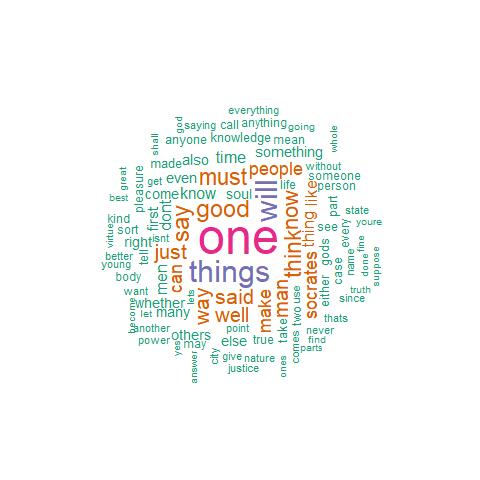 everything
god saying call anything going
shall anyone knowledge mean whole
made also time something
great get even must people without someone
best pleasure come know soul will life person
kind first dont say good know thing like part state
virtue sort right isnt one think see every youre
better tell just things socrates gods name fine
young men can man either case done suppose
body want whether way said make two use since truth
become let lets many well take comes thats
another others else true never
power yes may point find
answer city give nature ones parts
justice